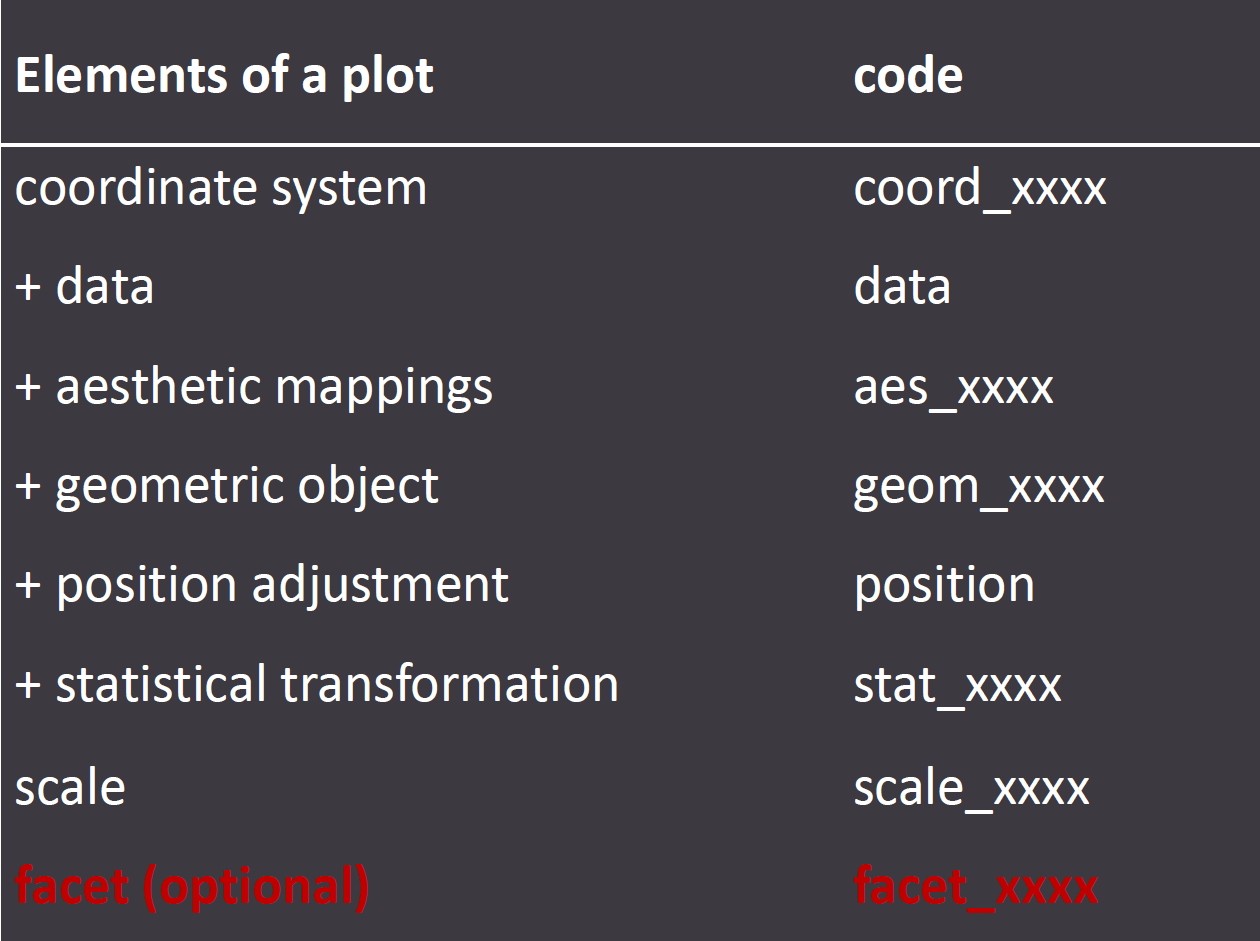 Elements of a plot code
coordinate system coord_xxxx
+ data data
+ aesthetic mappings aes_xxxx
+ geometric object geom_xxxx
+ position adjustment position
+ statistical transformation stat_xxxx
scale scale_xxxx
facet (optional) facet_xxxx